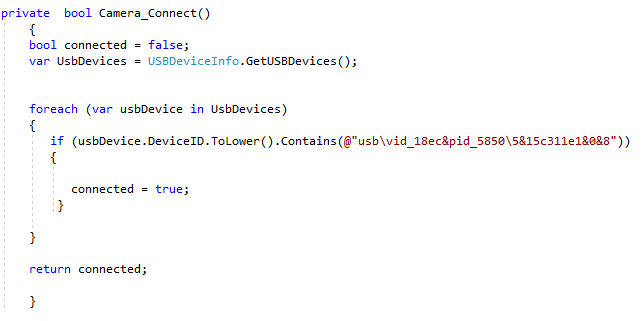 private  bool Camera_Connect()
{
bool connected = false;
var UsbDevices = USBDeviceInfo.GetUSBDevices();
foreach (var usbDevice in UsbDevices)
{
if (usbDevice.DeviceID.ToLower().Contains(@"usb\vid_18ec&pid_5850\5&15c311e1&0&8"))
{
connected = true;
}
}
return connected;
}